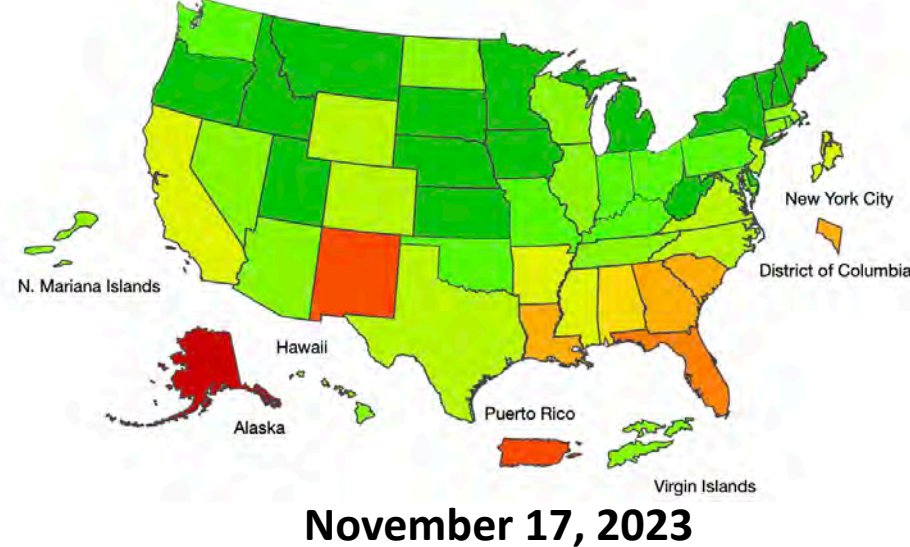 New York City
District of Columbia
N. Mariana Islands
Hawaii
Alaska
Puerto Rico
Virgin Islands
November 17, 2023